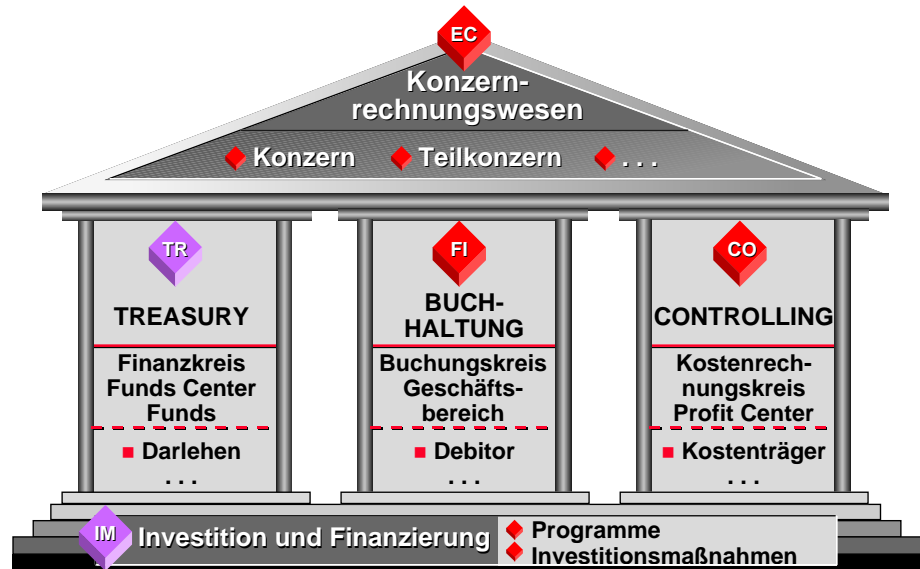 EC
Konzern-
rechnungswesen
Konzern Teilkonzern . . .
TR
TREASURY
Finanzkreis
Funds Center
Funds
Darlehen
. . .
FI
BUCH-
HALTUNG
Buchungskreis
Geschäfts-
bereich
Debitor
. . .
CO
CONTROLLING
Kostenrech-
nungskreis
Profit Center
Kostenträger
. . .
IM
Investition und Finanzierung
Programme
Investitionsmaßnahmen